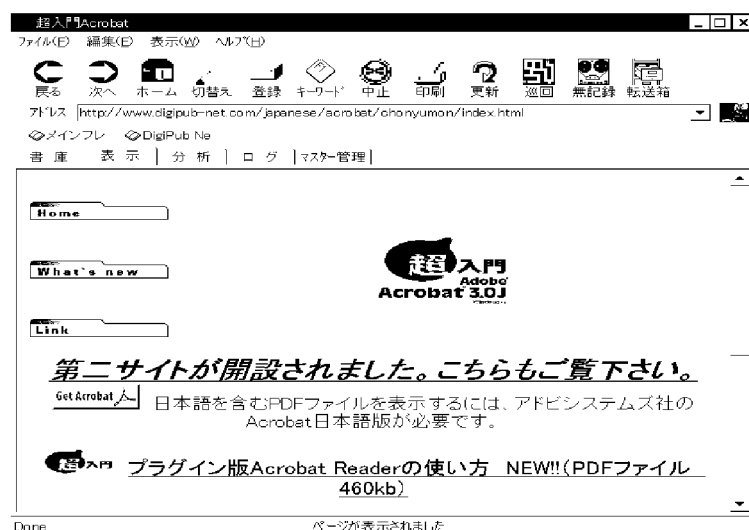 超入門Acrobat
ファイル(F) 編集(E) 表示(W) ヘルプ(H)
戻る 次へ ホーム 切替え 登録 キーワード 中止 印刷 更新 巡回 無記録 転送箱
アドレス http://www.digipub-net.com/japanese/acrobat/chonyumon/index.html
メインフレ DigiPub Ne
書庫 表示 分析 ログ マスター管理
Home
What's new
超入門
Adobe
Acrobat 3.0J
Link
第二サイトが開設されました。こちらもご覧下さい。
Get Acrobat
日本語を含むPDFファイルを表示するには、アドビシステムズ社の
Acrobat日本語版が必要です。
超入門 プラグイン版Acrobat Readerの使い方 NEW!!(PDFファイル
460kb)
Done ページが表示されました